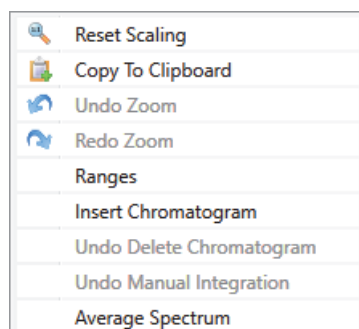 Reset Scaling
Copy To Clipboard
Undo Zoom
Redo Zoom
Ranges
Insert Chromatogram
Undo Delete Chromatogram
Undo Manual Integration
Average Spectrum